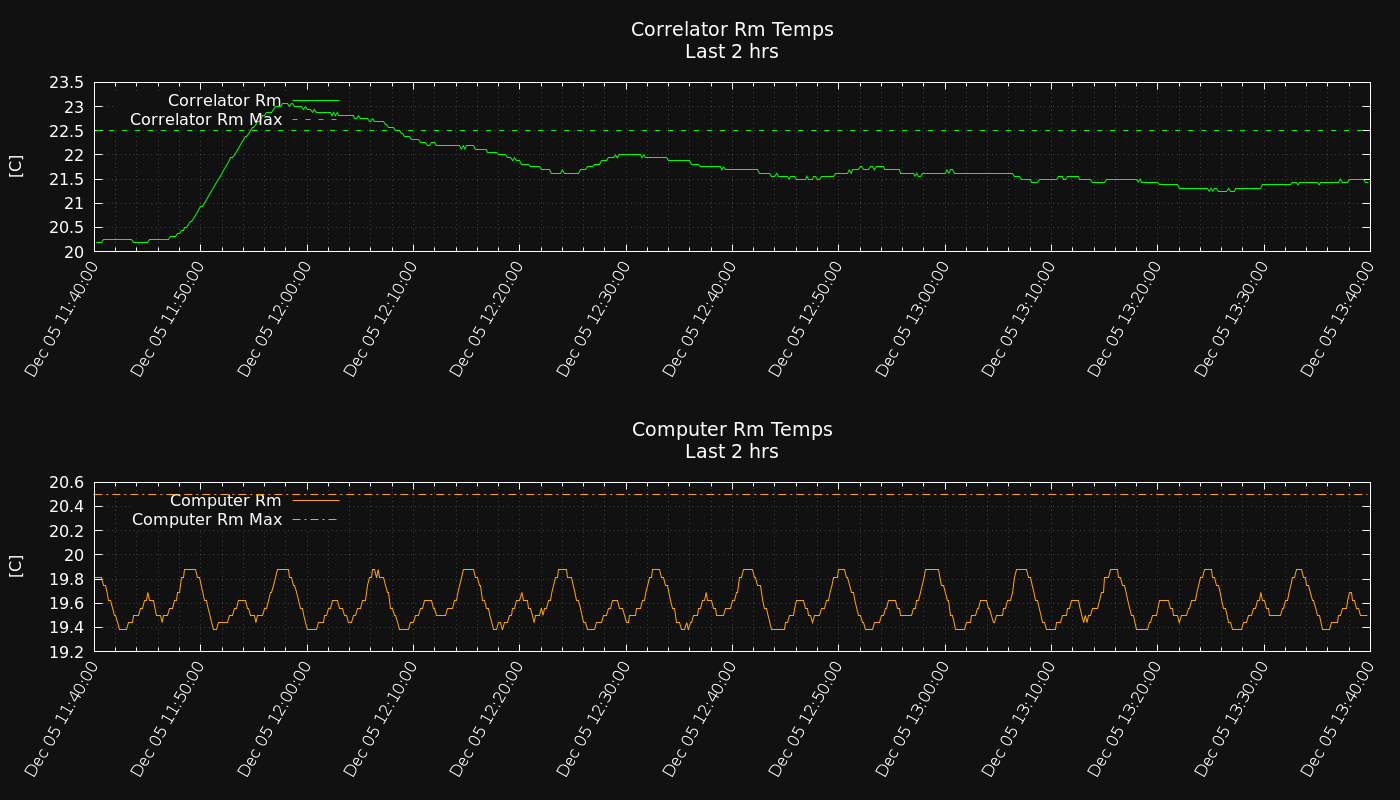 Correlator Rm Temps
Last 2 hrs
[C]
23.5
23
22.5
22
21.5
21
20.5
20
Correlator Rm
Correlator Rm Max
Dec 05 11:40:00
Dec 05 11:50:00
Dec 05 12:00:00
Dec 05 12:10:00
Dec 05 12:20:00
Dec 05 12:30:00
Dec 05 12:40:00
Dec 05 12:50:00
Dec 05 13:00:00
Dec 05 13:10:00
Dec 05 13:20:00
Dec 05 13:30:00
Dec 05 13:40:00
Computer Rm Temps
Last 2 hrs
[C]
20.6
20.4
20.2
20
19.8
19.6
19.4
19.2
Computer Rm
Computer Rm Max
Dec 05 11:40:00
Dec 05 11:50:00
Dec 05 12:00:00
Dec 05 12:10:00
Dec 05 12:20:00
Dec 05 12:30:00
Dec 05 12:40:00
Dec 05 12:50:00
Dec 05 13:00:00
Dec 05 13:10:00
Dec 05 13:20:00
Dec 05 13:30:00
Dec 05 13:40:00